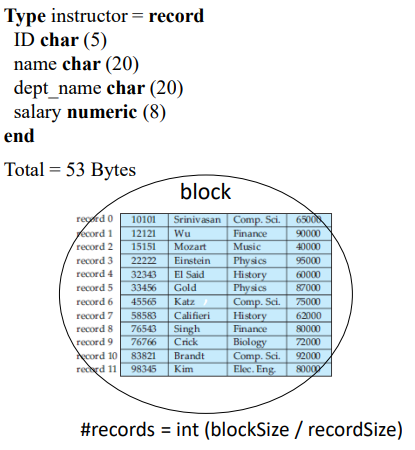 Type instructor = record
ID char (5)
name char (20)
dept_name char (20)
salary numeric (8)
end
Total = 53 Bytes
block
record 0 10101 Srinivasan Comp. Sci. 65000
record 1 12121 Wu Finance 90000
record 2 15151 Mozart Music 40000
record 3 22222 Einstein Physics 95000
record 4 32343 El Said History 60000
record 5 33456 Gold Physics 87000
record 6 45565 Katz Comp. Sci. 75000
record 7 58583 Califieri History 62000
record 8 76543 Singh Finance 80000
record 9 76766 Crick Biology 72000
record 10 83821 Brandt Comp. Sci. 92000
record 11 98345 Kim Elec. Eng. 80000
#records = int (blockSize / recordSize)